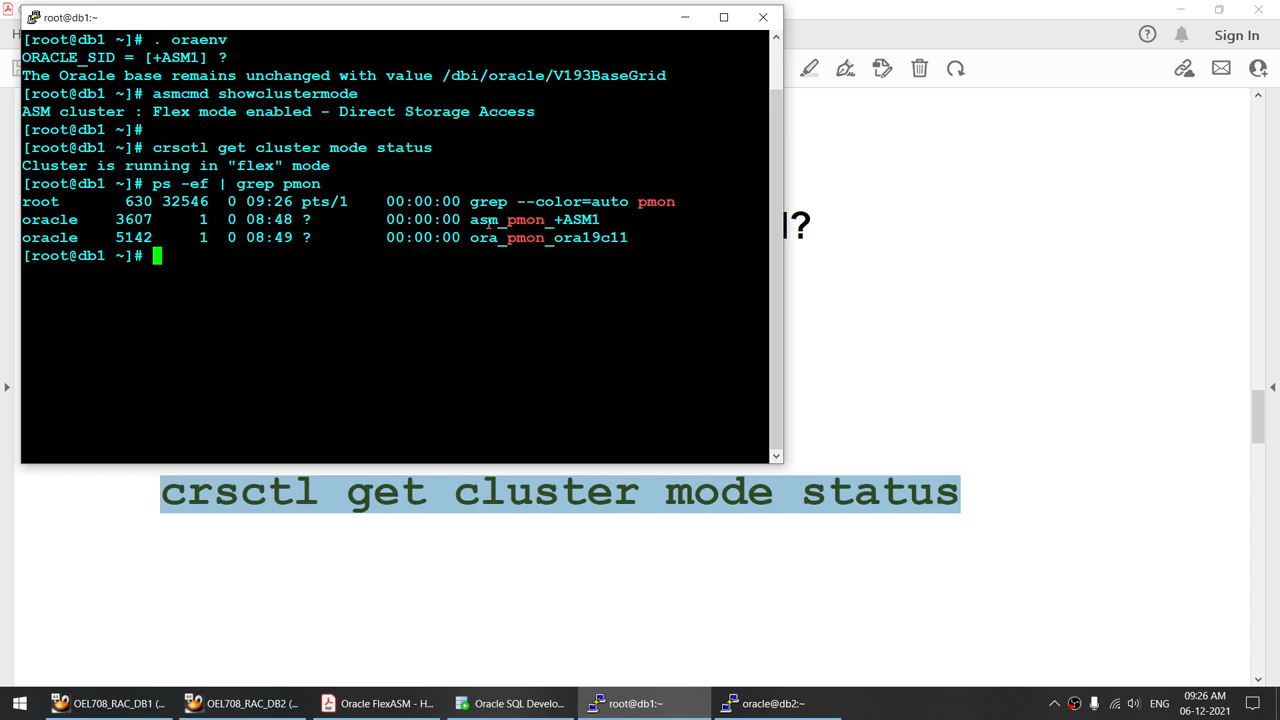 root@db1:~
[root@db1 ~]# . oraenv
ORACLE_SID = [+ASM1] ?
The Oracle base remains unchanged with value /dbi/oracle/V193BaseGrid
[root@db1 ~]# asmcmd showclustermode
ASM cluster : Flex mode enabled - Direct Storage Access
[root@db1 ~]#
[root@db1 ~]# crsctl get cluster mode status
Cluster is running in "flex" mode
[root@db1 ~]# ps -ef | grep pmon
root 630 32546 0 09:26 pts/1 00:00:00 grep --color=auto pmon
oracle 3607 1 0 08:48 ? 00:00:00 asm_pmon_+ASM1
oracle 5142 1 0 08:49 ? 00:00:00 ora_pmon_ora19c11
[root@db1 ~]#
Sign In
?
crsctl get cluster mode status
OEL708_RAC_DB1 (...
OEL708_RAC_DB2 (...
Oracle FlexASM - H...
Oracle SQL Develo...
root@db1:~
oracle@db2:~
ENG
09:26 AM
06-12-2021